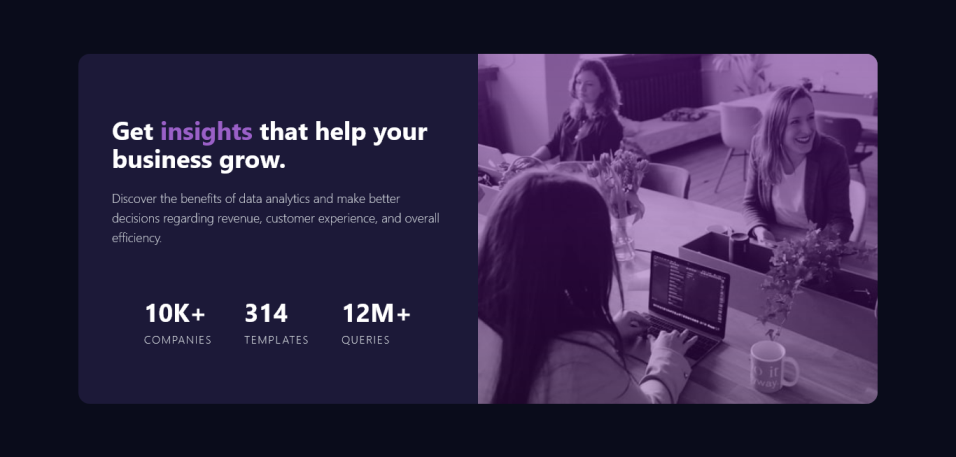 Get insights that help your
business grow.
Discover the benefits of data analytics and make better
decisions regarding revenue, customer experience, and overall
efficiency.
10K+ 314 12M+
COMPANIES TEMPLATES QUERIES